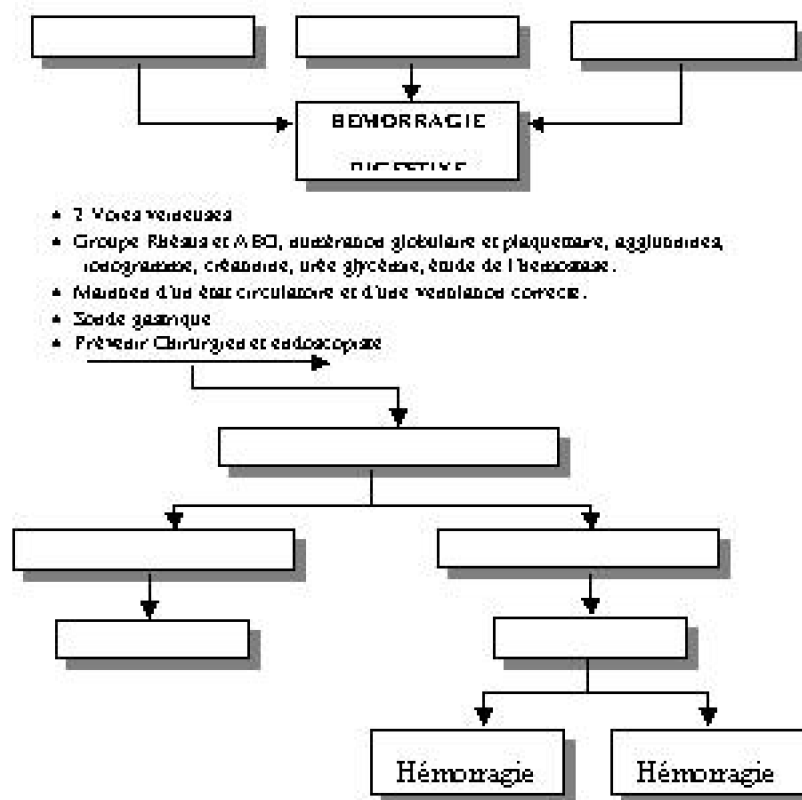 HEMORRAGIE
DIGESTIVE
• 2 Voies veineuses
• Groupe Rhésus et ABO, numération globulaire et plaquettaire, agglutinines,
ionogramme, créatinine, urée glycémie, étude de l'hémostase.
• Maintien d'un état circulatoire et d'une ventilation correcte.
• Sonde gastrique
• Prévenir Chirurgien et endoscopiste
Hémorragie
Hémorragie